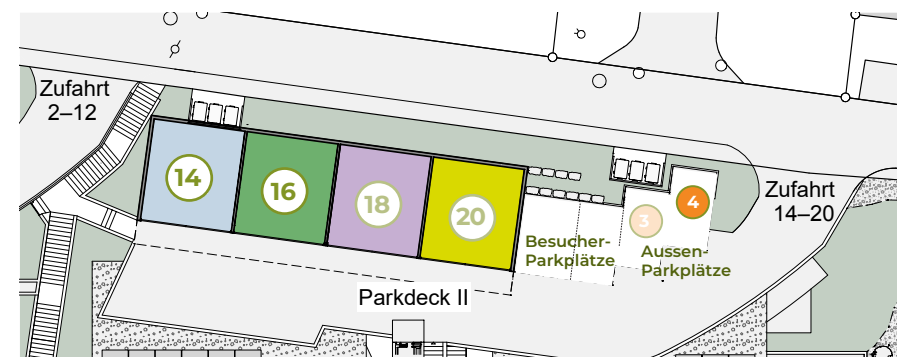 Zufahrt
2–12
14
16
18
20
3
4
Zufahrt
14–20
Besucher-
Parkplätze
Aussen-
Parkplätze
Parkdeck II